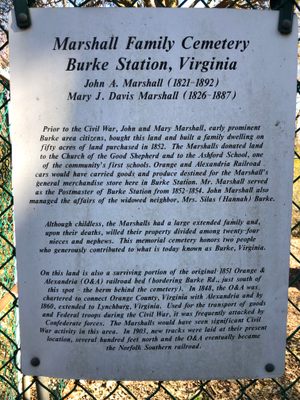 Marshall Family Cemetery
Burke Station, Virginia
John A. Marshall (1821-1892)
Mary J. Davis Marshall (1826-1887)
Prior to the Civil War, John and Mary Marshall, early prominent
Burke area citizens, bought this land and built a family dwelling on
fifty acres of land purchased in 1852. The Marshalls donated land
to the Church of the Good Shepherd and to the Ashford School, one
of the community's first schools. Orange and Alexandria Railroad
cars would have carried goods and produce destined for the Marshall's
general merchandise store here in Burke Station. Mr. Marshall served
as the Postmaster of Burke Station from 1852-1854. John Marshall also
managed the affairs of the widowed neighbor, Mrs. Silas (Hannah) Burke.
Although childless, the Marshalls had a large extended family and,
upon their deaths, willed their property divided among twenty-four
nieces and nephews. This memorial cemetery honors two people
who generously contributed to what is today known as Burke, Virginia.
On this land is also a surviving portion of the original 1851 Orange &
Alexandria (O&A) railroad bed (bordering Burke Rd., just south of
this spot - the berm behind the cemetery). In 1848, the O&A was
chartered to connect Orange County, Virginia with Alexandria and by
1860, extended to Lynchburg, Virginia. Used for the transport of goods
and Federal troops during the Civil War, it was frequently attacked by
Confederate forces. The Marshalls would have seen significant Civil
War activity in this area. In 1903, new tracks were laid at their present
location, several hundred feet north and the O&A eventually became
the Norfolk Southern railroad.